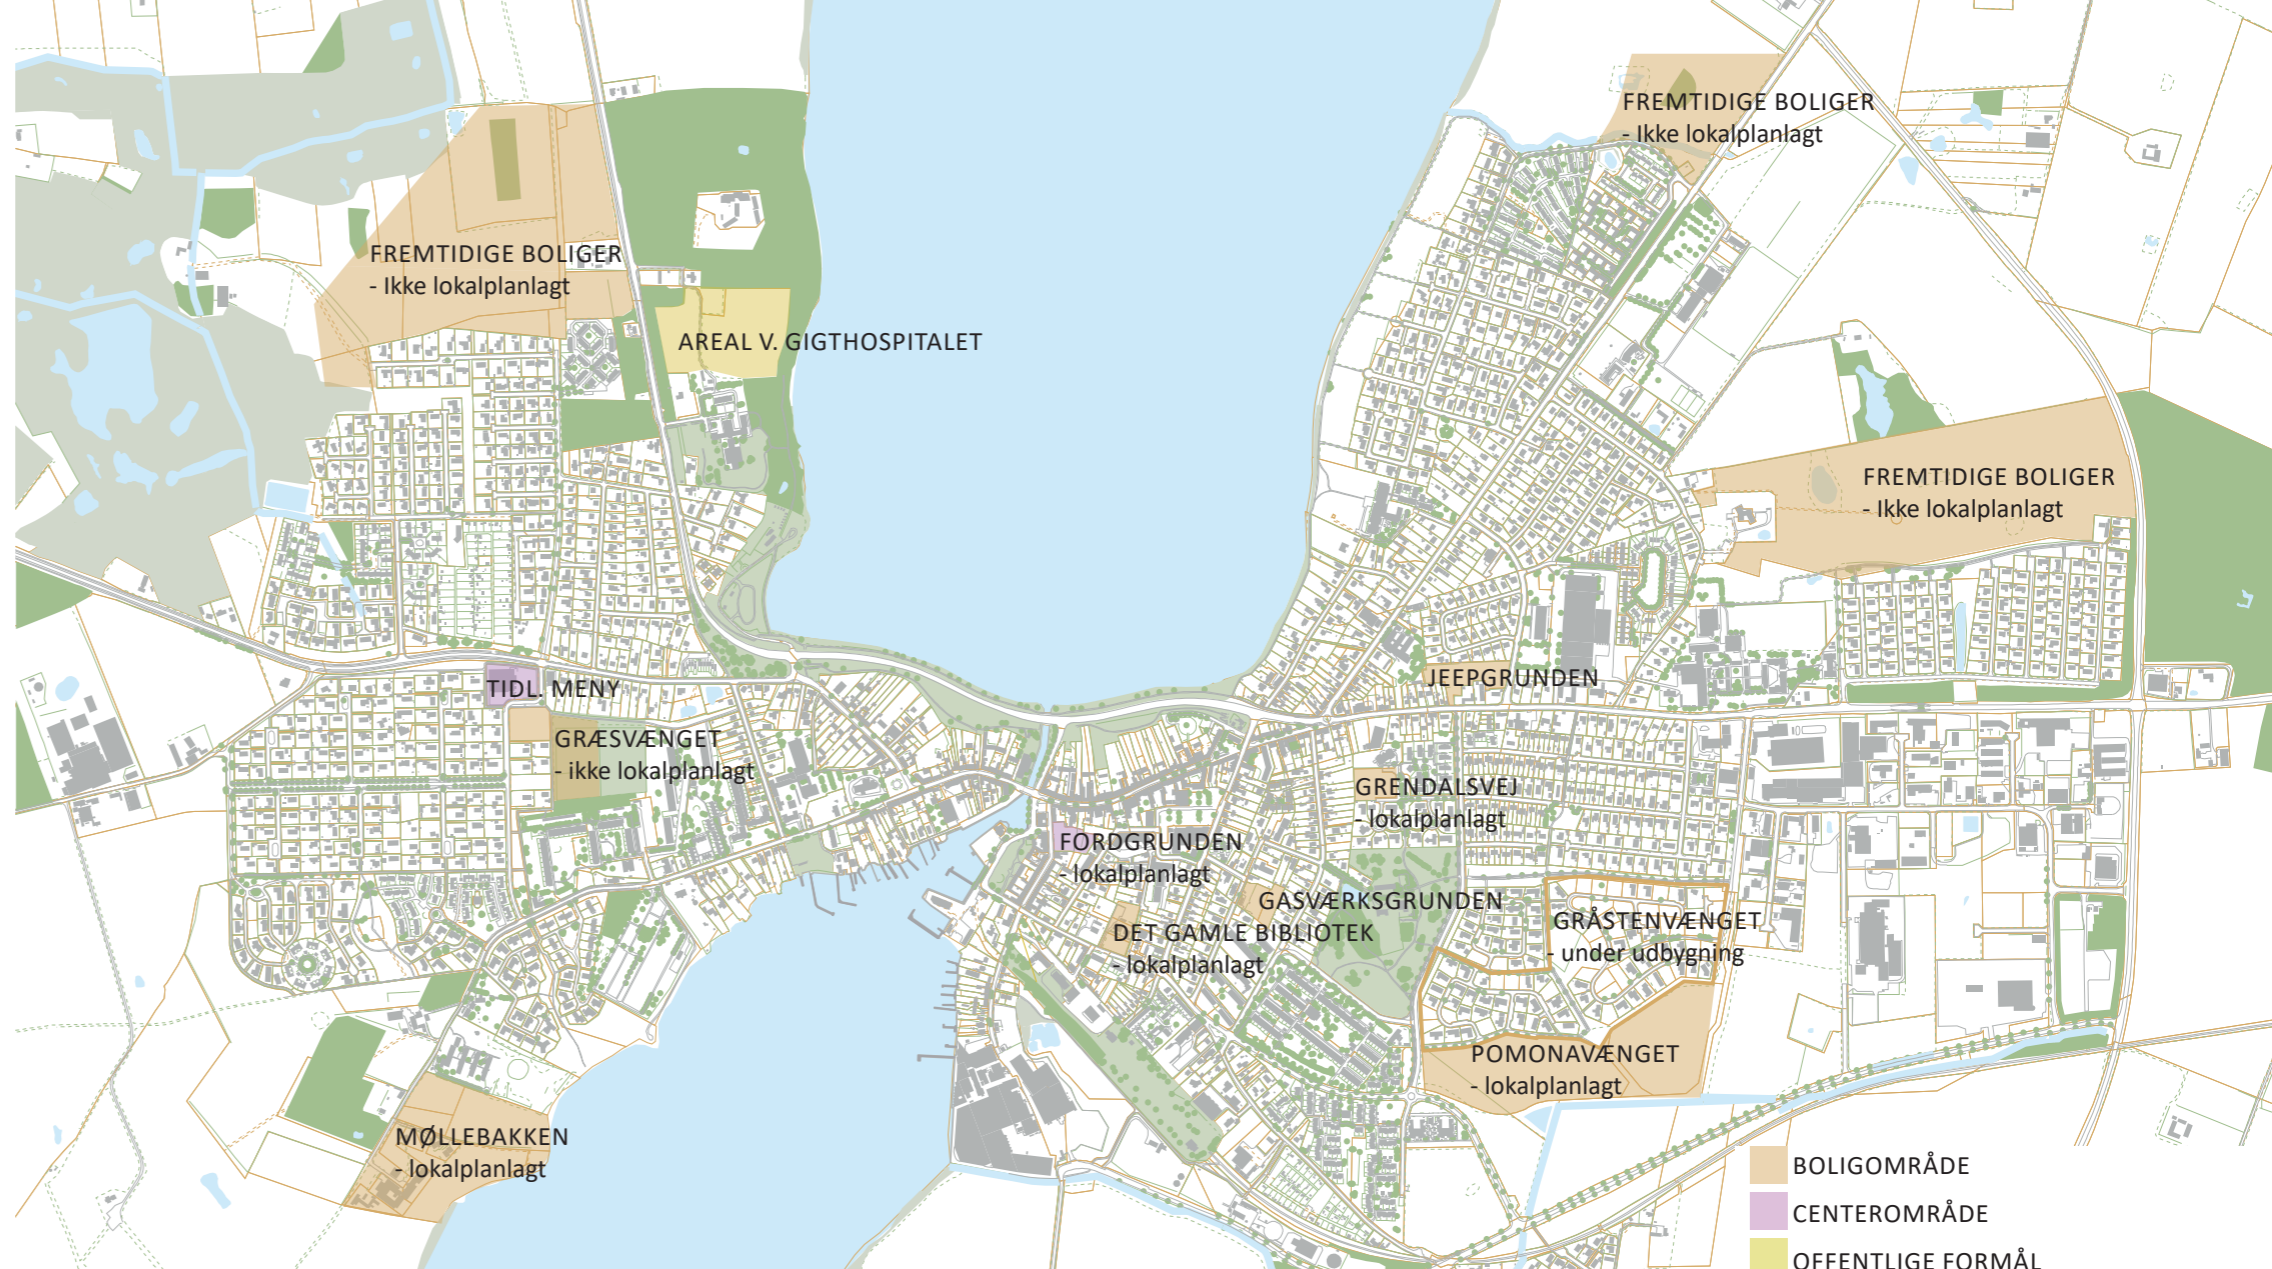 FREMTIDIGE BOLIGER
- Ikke lokalplanlagt
FREMTIDIGE BOLIGER
- Ikke lokalplanlagt
AREAL V. GIGTHOSPITALET
FREMTIDIGE BOLIGER
- Ikke lokalplanlagt
JEEPGRUNDEN
TIDL. MENY
GRÆSVÆNGET
- ikke lokalplanlagt
GRENDALSVEJ
- lokalplanlagt
FORDGRUNDEN
- lokalplanlagt
GASVÆRKSGRUNDEN
DET GAMLE BIBLIOTEK
- lokalplanlagt
GRÅSTENVÆNGET
- under udbygning
POMONAVÆNGET
- lokalplanlagt
MØLLEBAKKEN
- lokalplanlagt
BOLIGOMRÅDE
CENTEROMRÅDE
OFFENTLIGE FORMÅL